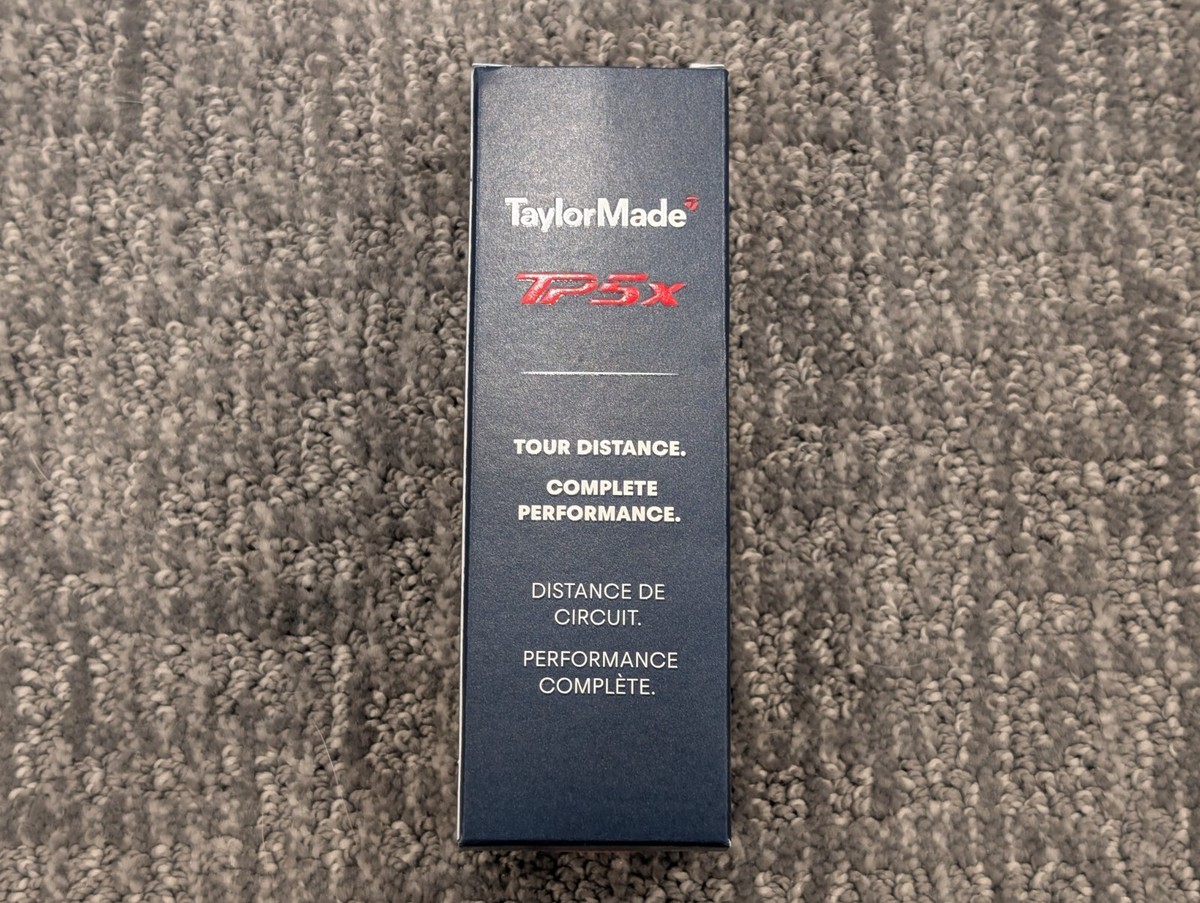 TaylorMade
TP5x
TOUR DISTANCE.
COMPLETE
PERFORMANCE.
DISTANCE DE
CIRCUIT.
PERFORMANCE
COMPLÈTE.